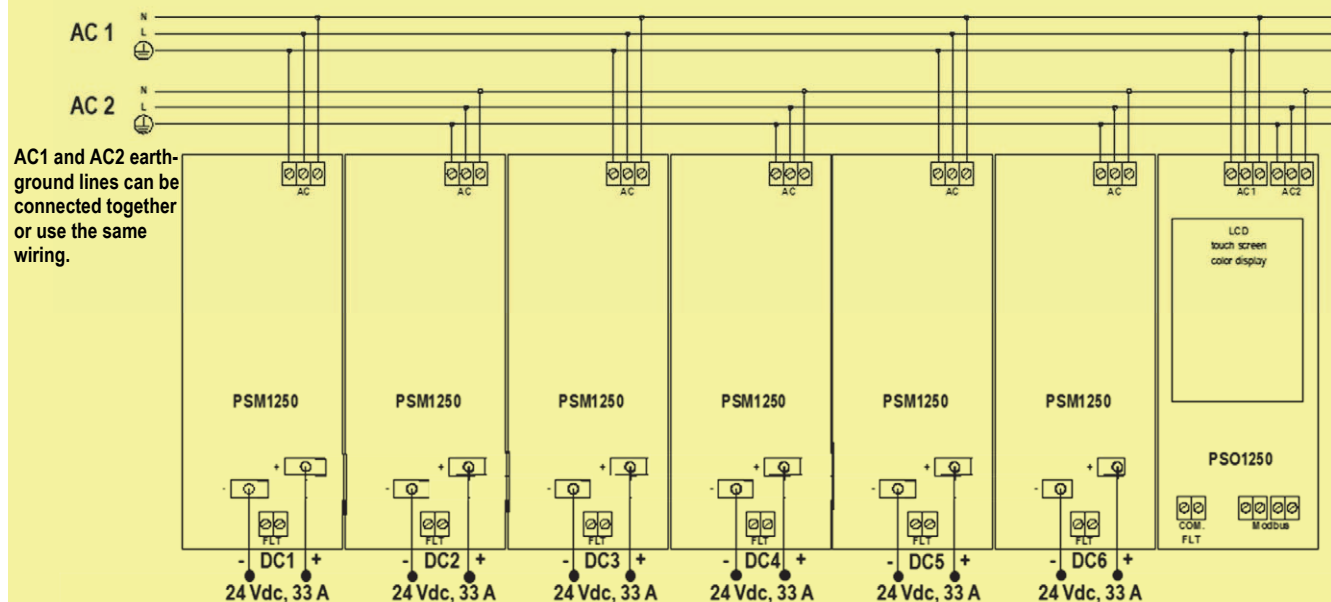 AC 1
N
L
AC 2
N
L
AC1 and AC2 earth-
ground lines can be
connected together
or use the same
wiring.
AC AC AC AC AC AC AC1 AC2
LCD
touch screen
color display
PSM1250 PSM1250 PSM1250 PSM1250 PSM1250 PSM1250
PSO1250
+ + + + + +
- - - - - -
FLT FLT FLT FLT FLT FLT
COM. Modbus
FLT
- DC1 + - DC2 + - DC3 + - DC4 + - DC5 + - DC6 +
24 Vdc, 33 A 24 Vdc, 33 A 24 Vdc, 33 A 24 Vdc, 33 A 24 Vdc, 33 A 24 Vdc, 33 A